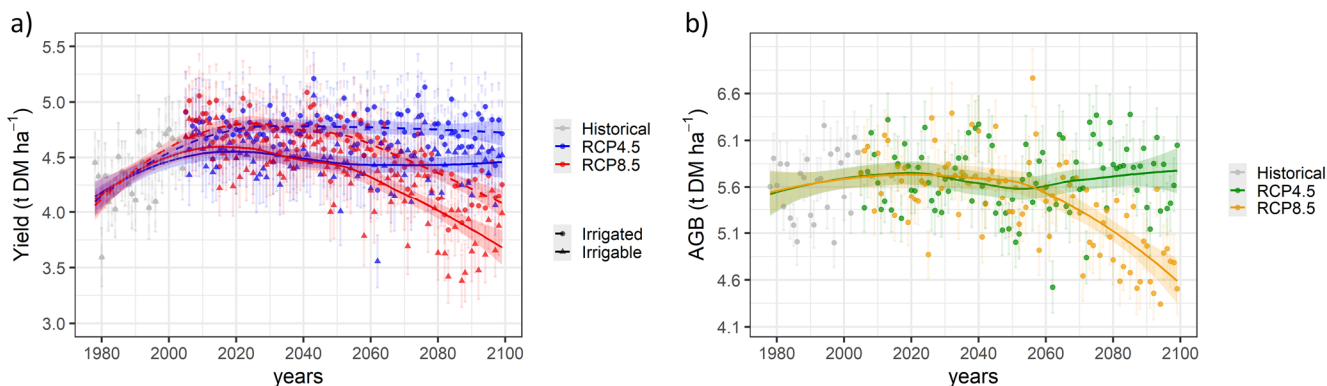 a)
Yield (t DM ha⁻¹)
5.5
5.0
4.5
4.0
3.5
3.0
1980 2000 2020 2040 2060 2080 2100
years
Historical
RCP4.5
RCP8.5
Irrigated
Irrigable
b)
AGB (t DM ha⁻¹)
6.6
6.1
5.6
5.1
4.6
4.1
1980 2000 2020 2040 2060 2080 2100
years
Historical
RCP4.5
RCP8.5